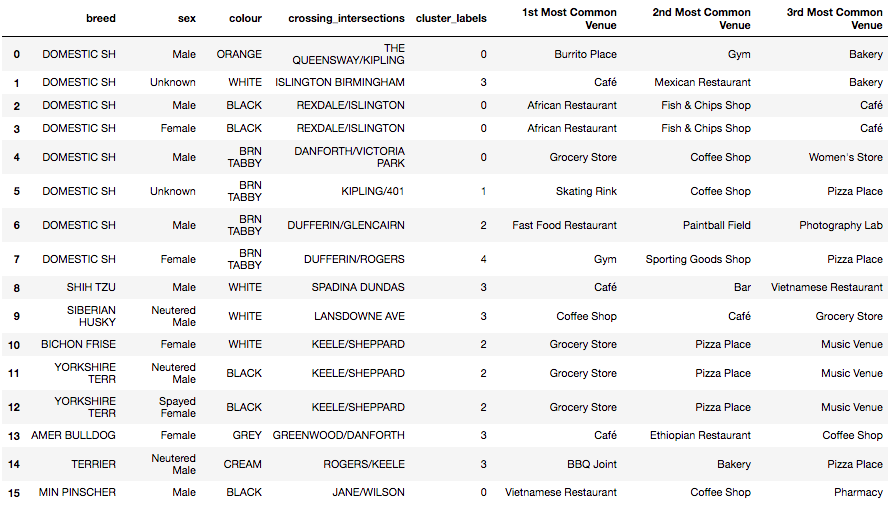 breed sex colour crossing_intersections cluster_labels 1st Most Common Venue 2nd Most Common Venue 3rd Most Common Venue
0 DOMESTIC SH Male ORANGE THE QUEENSWAY/KIPLING 0 Burrito Place Gym Bakery
1 DOMESTIC SH Unknown WHITE ISLINGTON BIRMINGHAM 3 Café Mexican Restaurant Bakery
2 DOMESTIC SH Male BLACK REXDALE/ISLINGTON 0 African Restaurant Fish & Chips Shop Café
3 DOMESTIC SH Female BLACK REXDALE/ISLINGTON 0 African Restaurant Fish & Chips Shop Café
4 DOMESTIC SH Male BRN TABBY DANFORTH/VICTORIA PARK 0 Grocery Store Coffee Shop Women's Store
5 DOMESTIC SH Unknown BRN TABBY KIPLING/401 1 Skating Rink Coffee Shop Pizza Place
6 DOMESTIC SH Male BRN TABBY DUFFERIN/GLENCAIRN 2 Fast Food Restaurant Paintball Field Photography Lab
7 DOMESTIC SH Female BRN TABBY DUFFERIN/ROGERS 4 Gym Sporting Goods Shop Pizza Place
8 SHIH TZU Male WHITE SPADINA DUNDAS 3 Café Bar Vietnamese Restaurant
9 SIBERIAN HUSKY Neutered Male WHITE LANSDOWNE AVE 3 Coffee Shop Café Grocery Store
10 BICHON FRISE Female WHITE KEELE/SHEPPARD 2 Grocery Store Pizza Place Music Venue
11 YORKSHIRE TERR Neutered Male BLACK KEELE/SHEPPARD 2 Grocery Store Pizza Place Music Venue
12 YORKSHIRE TERR Spayed Female BLACK KEELE/SHEPPARD 2 Grocery Store Pizza Place Music Venue
13 AMER BULLDOG Female GREY GREENWOOD/DANFORTH 3 Café Ethiopian Restaurant Coffee Shop
14 TERRIER Neutered Male CREAM ROGERS/KEELE 3 BBQ Joint Bakery Pizza Place
15 MIN PINSCHER Male BLACK JANE/WILSON 0 Vietnamese Restaurant Coffee Shop Pharmacy